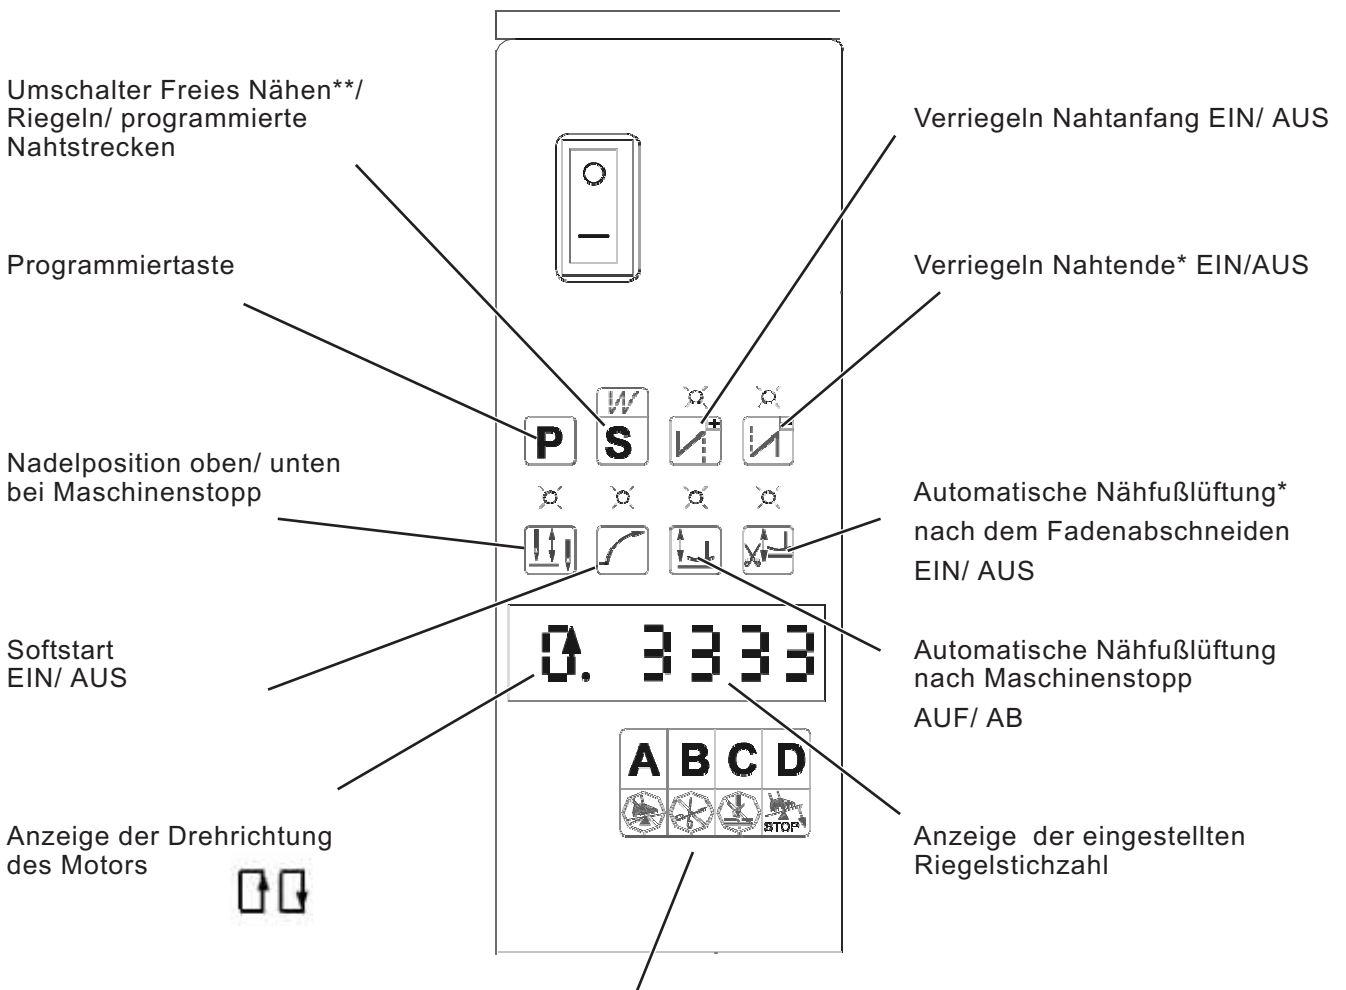 Umschalter Freies Nähen**/
Riegeln/ programmierte
Nahtstrecken
Programmiertaste
Nadelposition oben/ unten
bei Maschinenstopp
Softstart
EIN/ AUS
Anzeige der Drehrichtung
des Motors
W
P
S
+
-
0. 3333
A B C D
STOP
Verriegeln Nahtanfang EIN/ AUS
Verriegeln Nahtende* EIN/AUS
Automatische Nähfußlüftung*
nach dem Fadenabschneiden
EIN/ AUS
Automatische Nähfußlüftung
nach Maschinenstopp
AUF/ AB
Anzeige der eingestellten
Riegelstichzahl